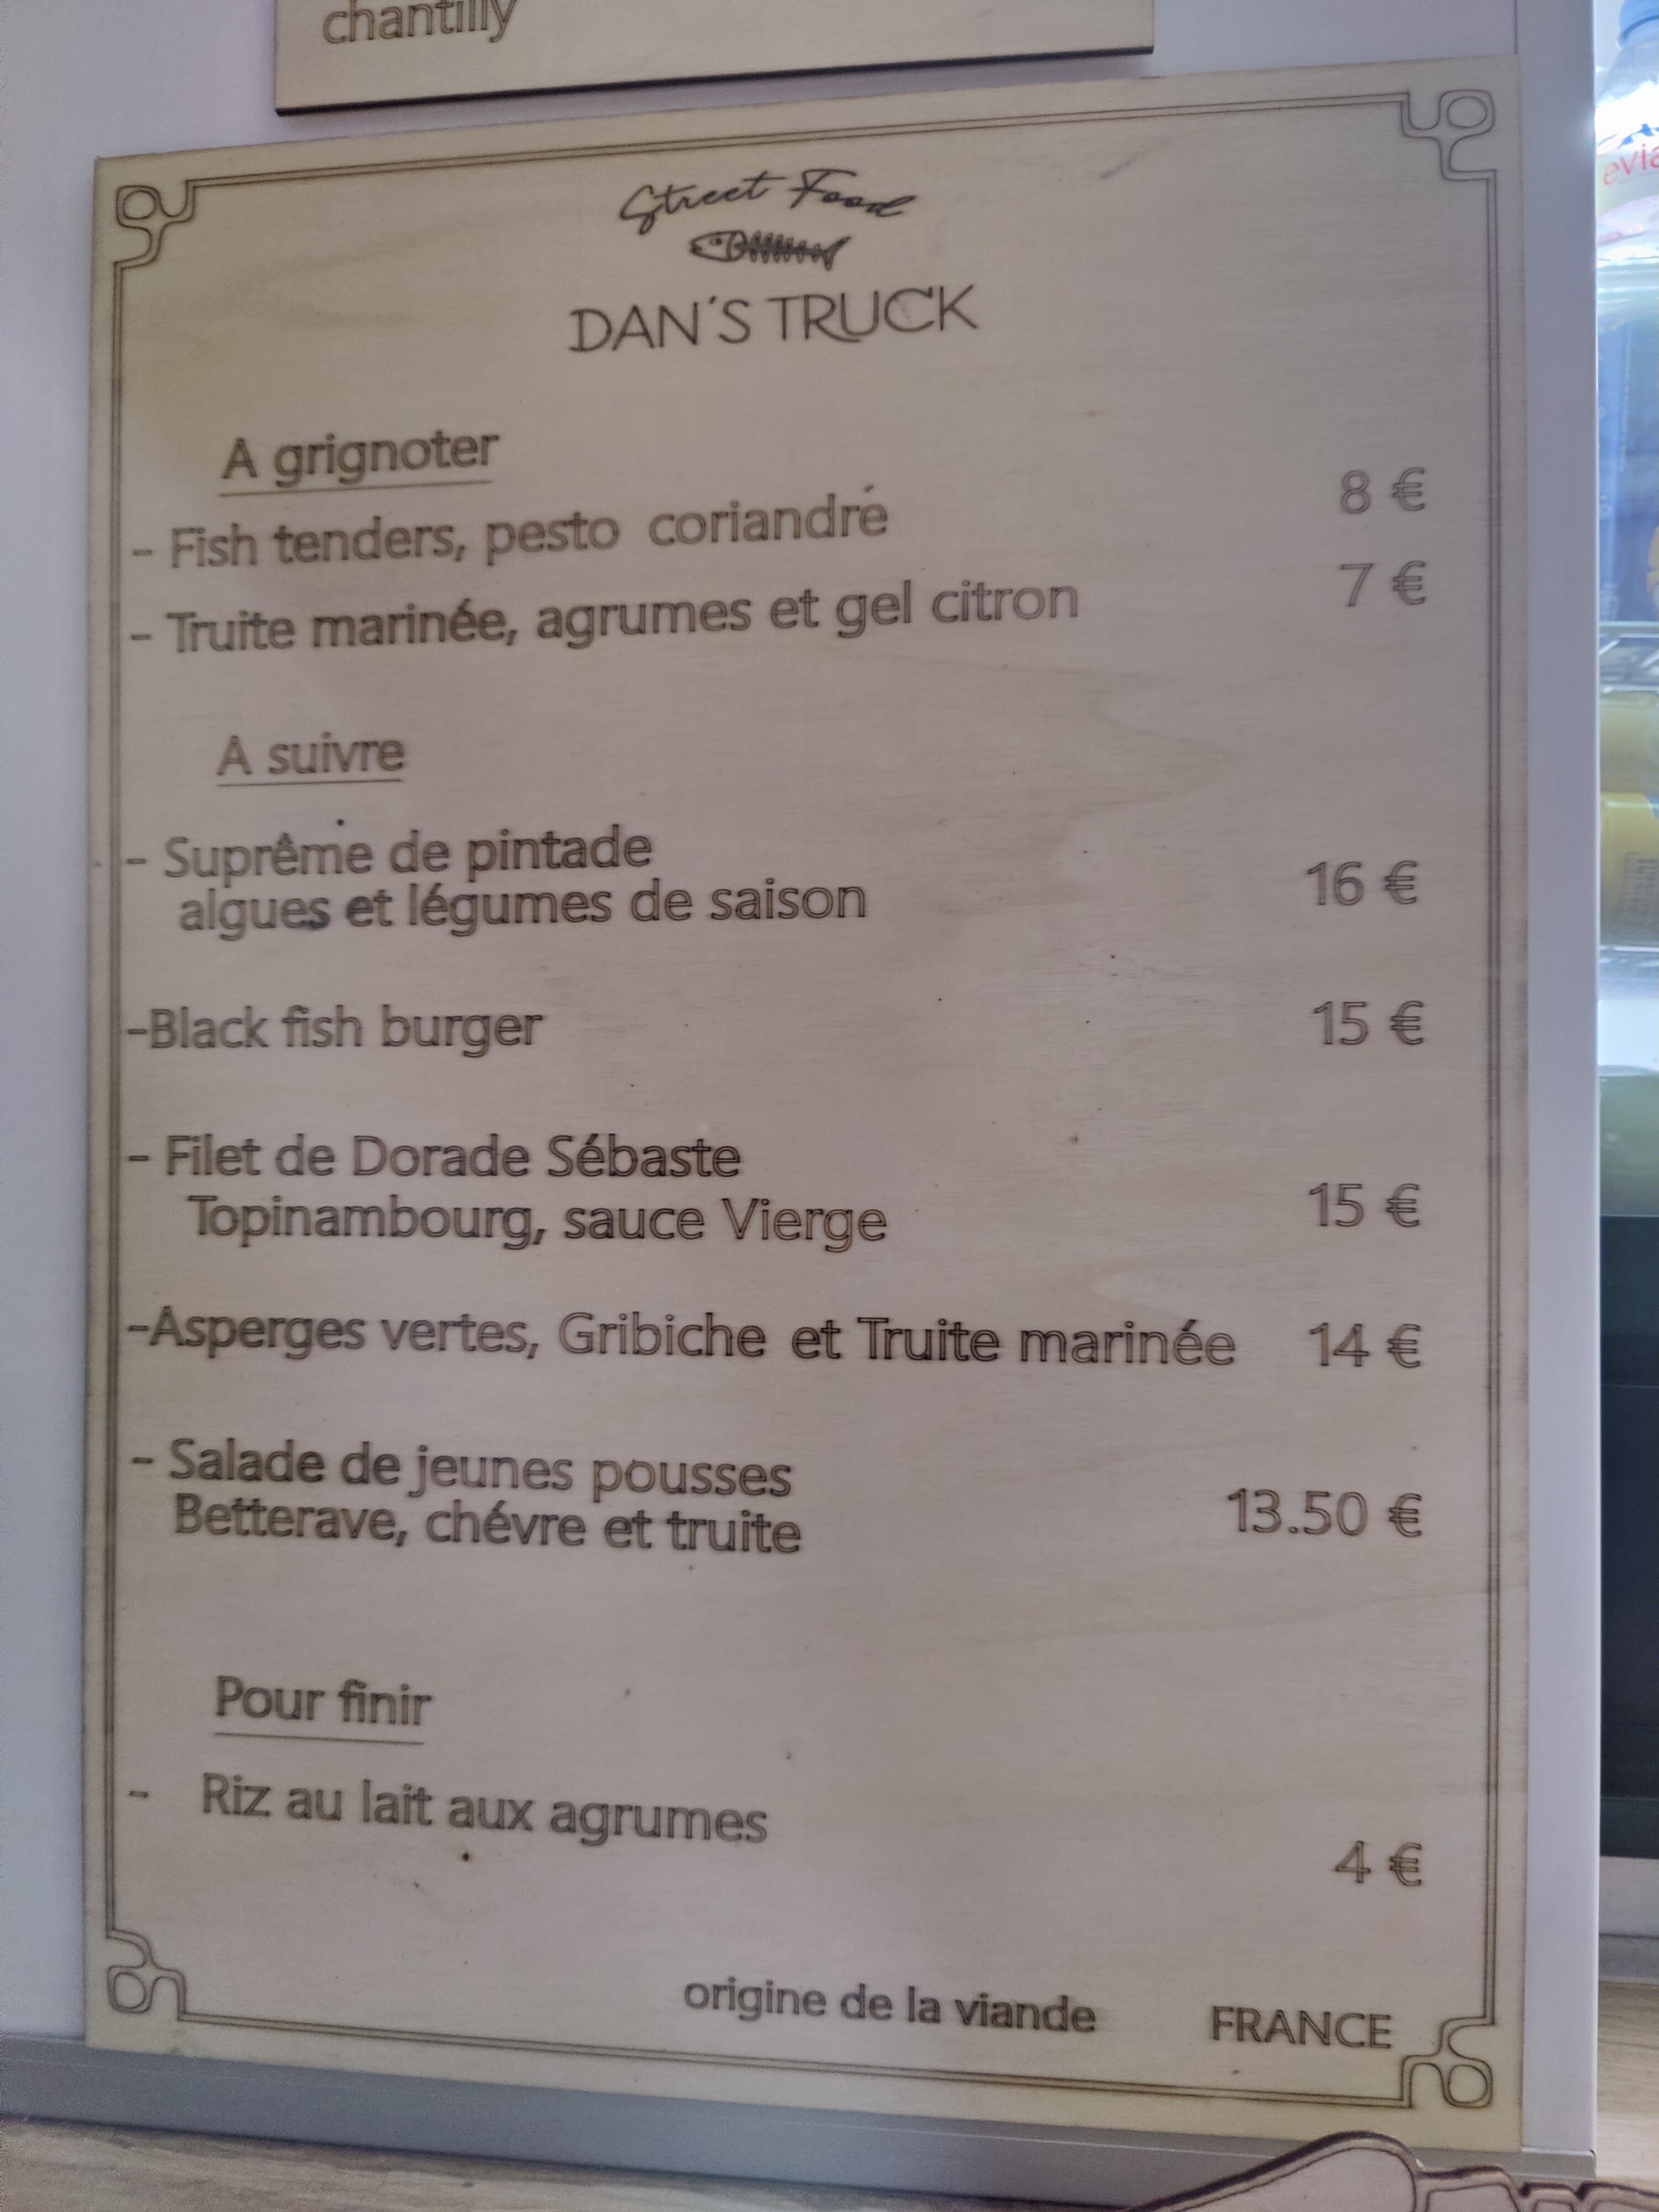 chantilly
Street Food
DAN'S TRUCK
A grignoter
- Fish tenders, pesto coriandré 8 €
- Truite marinée, agrumes et gel citron 7 €
A suivre
- Suprême de pintade
algues et légumes de saison 16 €
-Black fish burger 15 €
- Filet de Dorade Sébaste
Topinambourg, sauce Vierge 15 €
-Asperges vertes, Gribiche et Truite marinée 14 €
- Salade de jeunes pousses
Betterave, chévre et truite 13.50 €
Pour finir
- Riz au lait aux agrumes
4 €
origine de la viande FRANCE